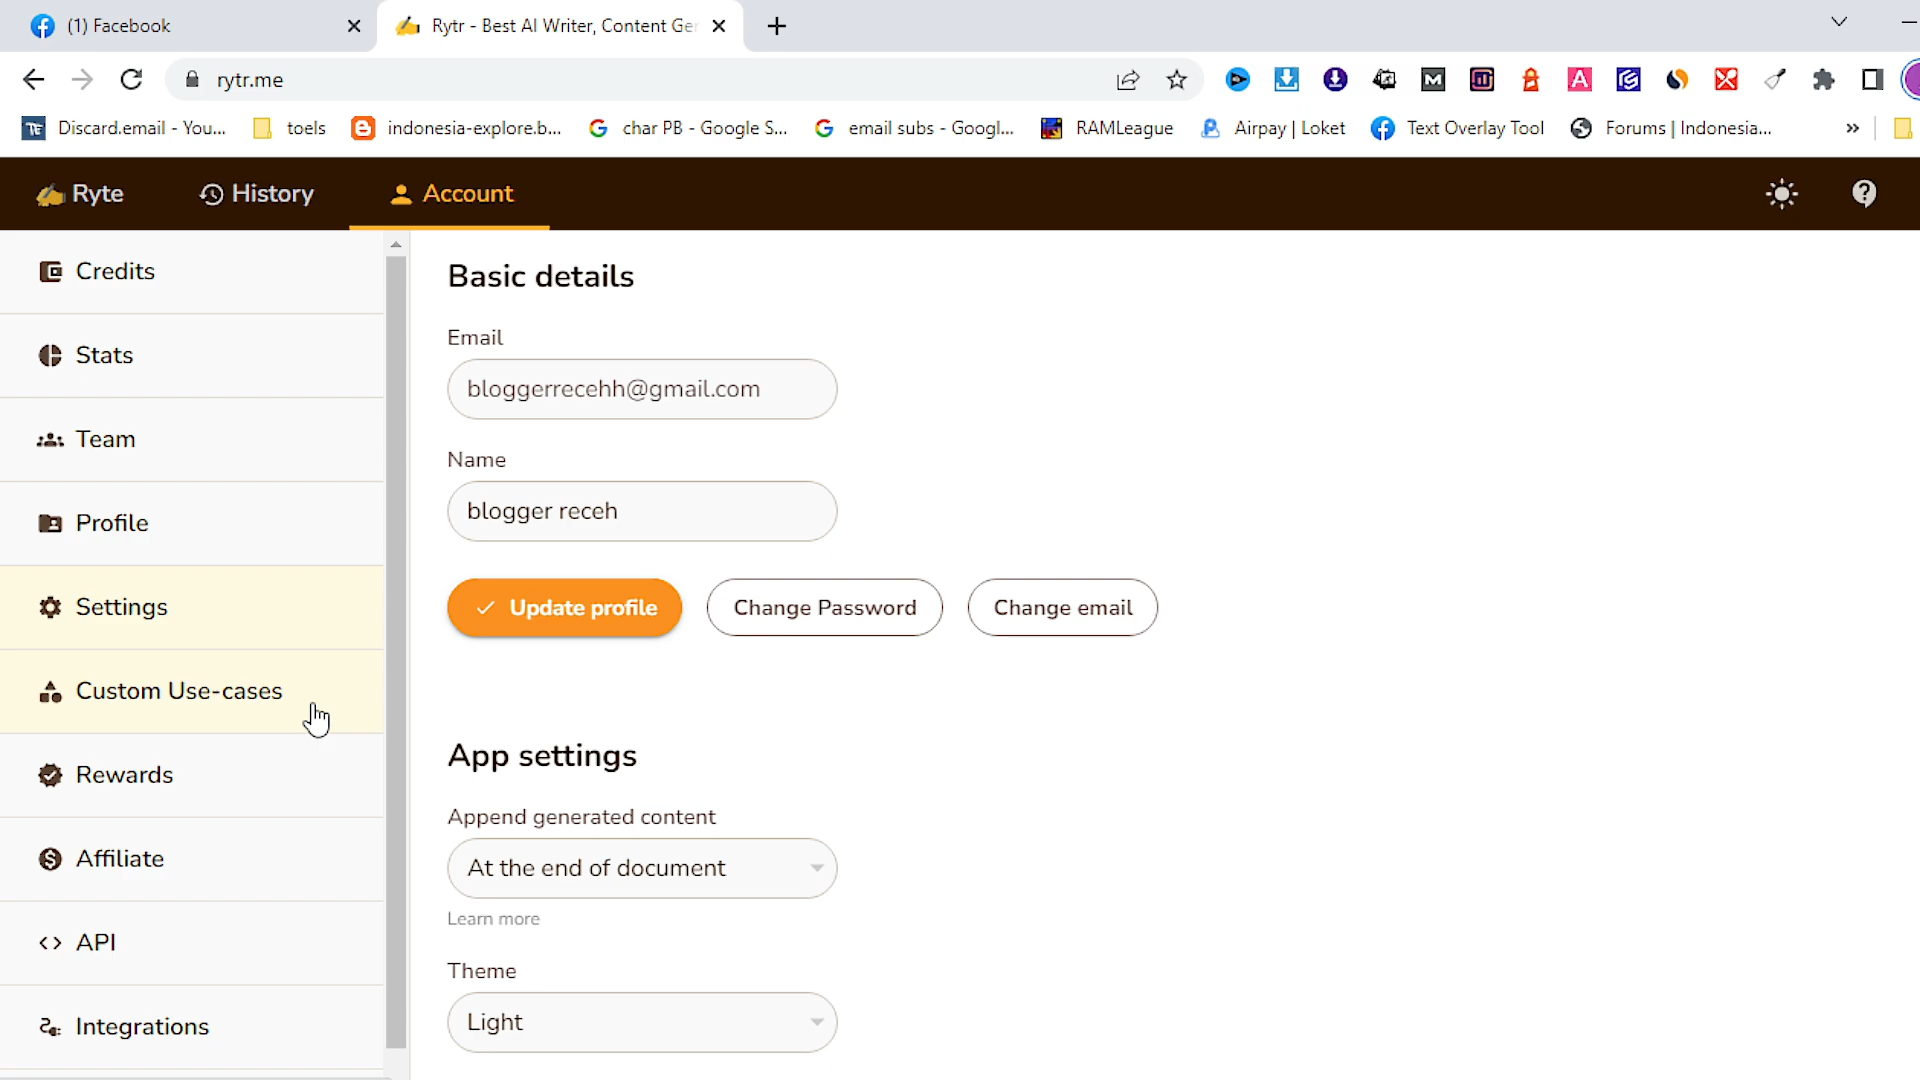 (1) Facebook
Rytr - Best AI Writer, Content Ger
rytr.me
Discard.email - You...
toels
indonesia-explore.b...
char PB - Google S...
email subs - Googl...
RAMLeague
Airpay | Loket
Text Overlay Tool
Forums | Indonesia...
»
Ryte
History
Account
Credits
Stats
Team
Profile
Settings
Custom Use-cases
Rewards
Affiliate
API
Integrations
Basic details
Email
bloggerrecehh@gmail.com
Name
blogger receh
Update profile
Change Password
Change email
App settings
Append generated content
At the end of document
Learn more
Theme
Light